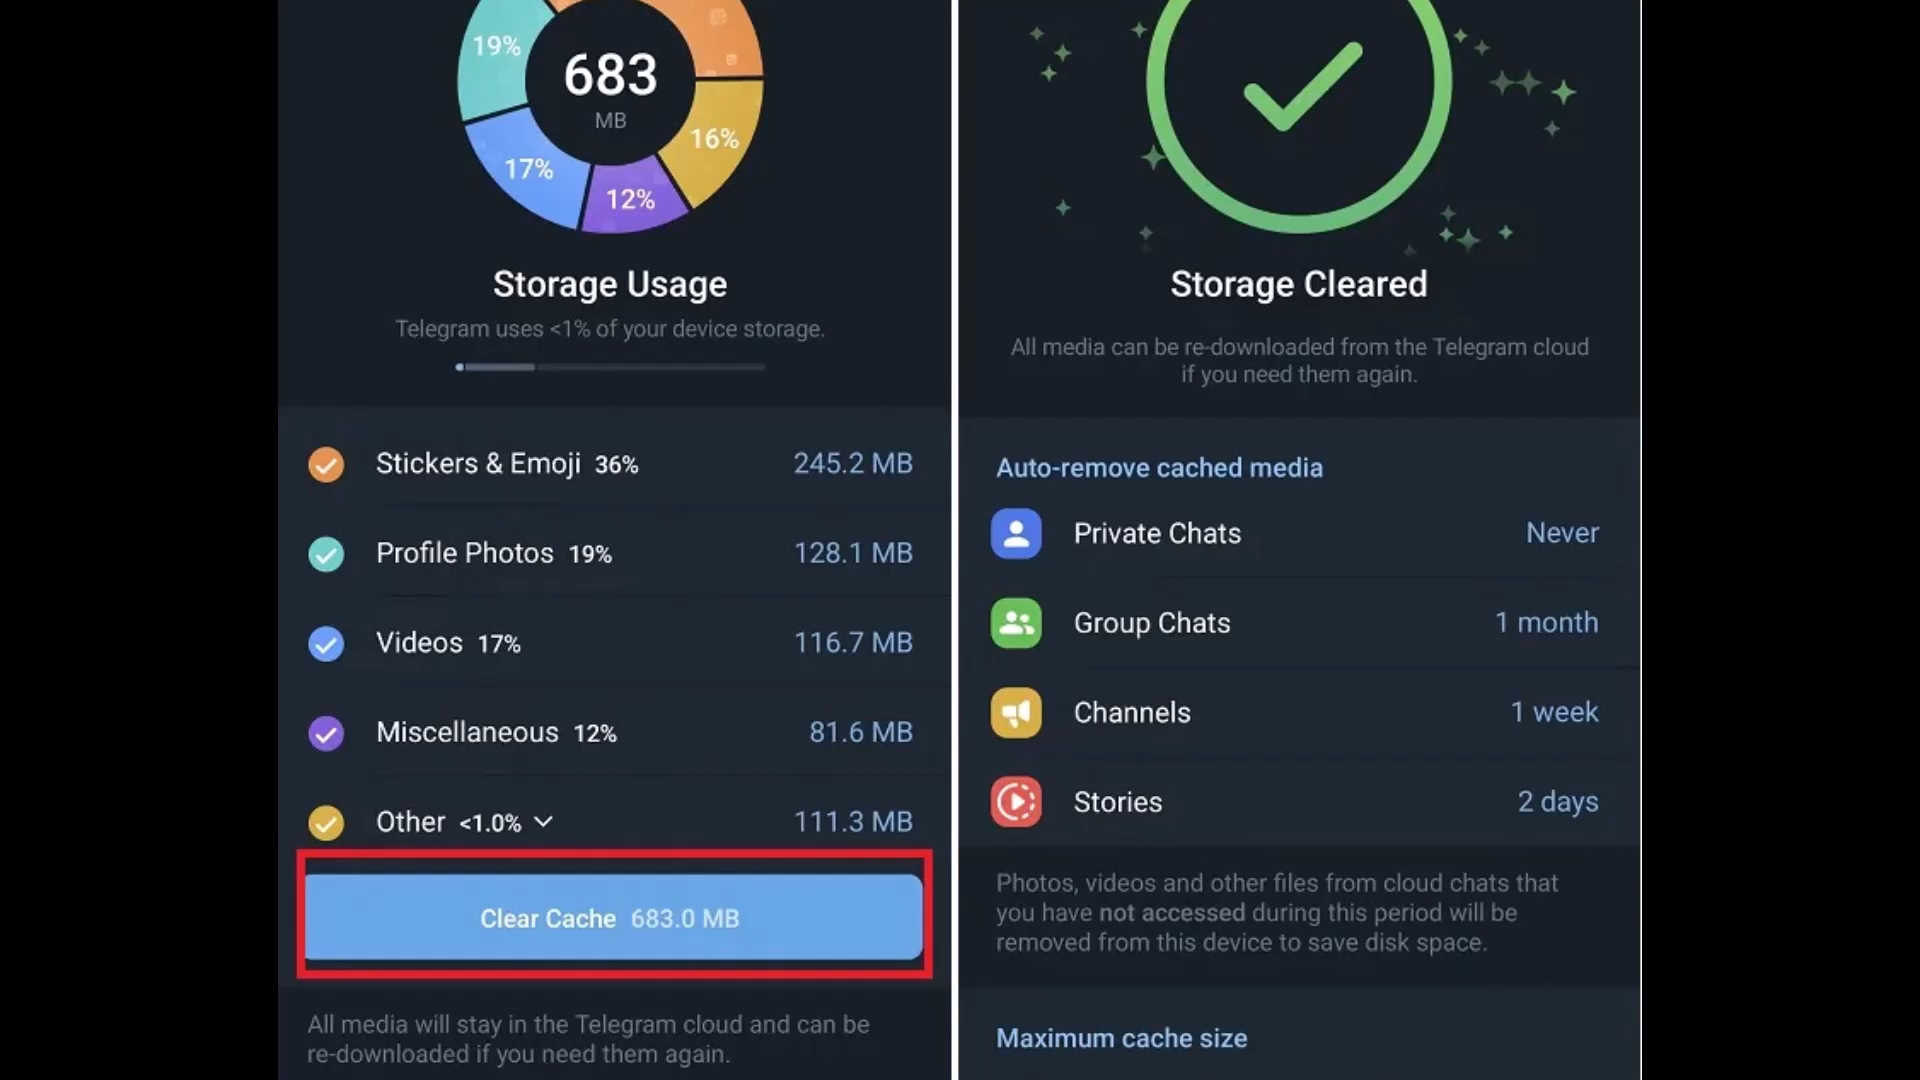 19%
683
MB
16%
17%
12%
Storage Usage
Telegram uses <1% of your device storage.
Stickers & Emoji 36% 245.2 MB
Profile Photos 19% 128.1 MB
Videos 17% 116.7 MB
Miscellaneous 12% 81.6 MB
Other <1.0% 111.3 MB
Clear Cache 683.0 MB
All media will stay in the Telegram cloud and can be
re-downloaded if you need them again.
Storage Cleared
All media can be re-downloaded from the Telegram cloud
if you need them again.
Auto-remove cached media
Private Chats Never
Group Chats 1 month
Channels 1 week
Stories 2 days
Photos, videos and other files from cloud chats that
you have not accessed during this period will be
removed from this device to save disk space.
Maximum cache size